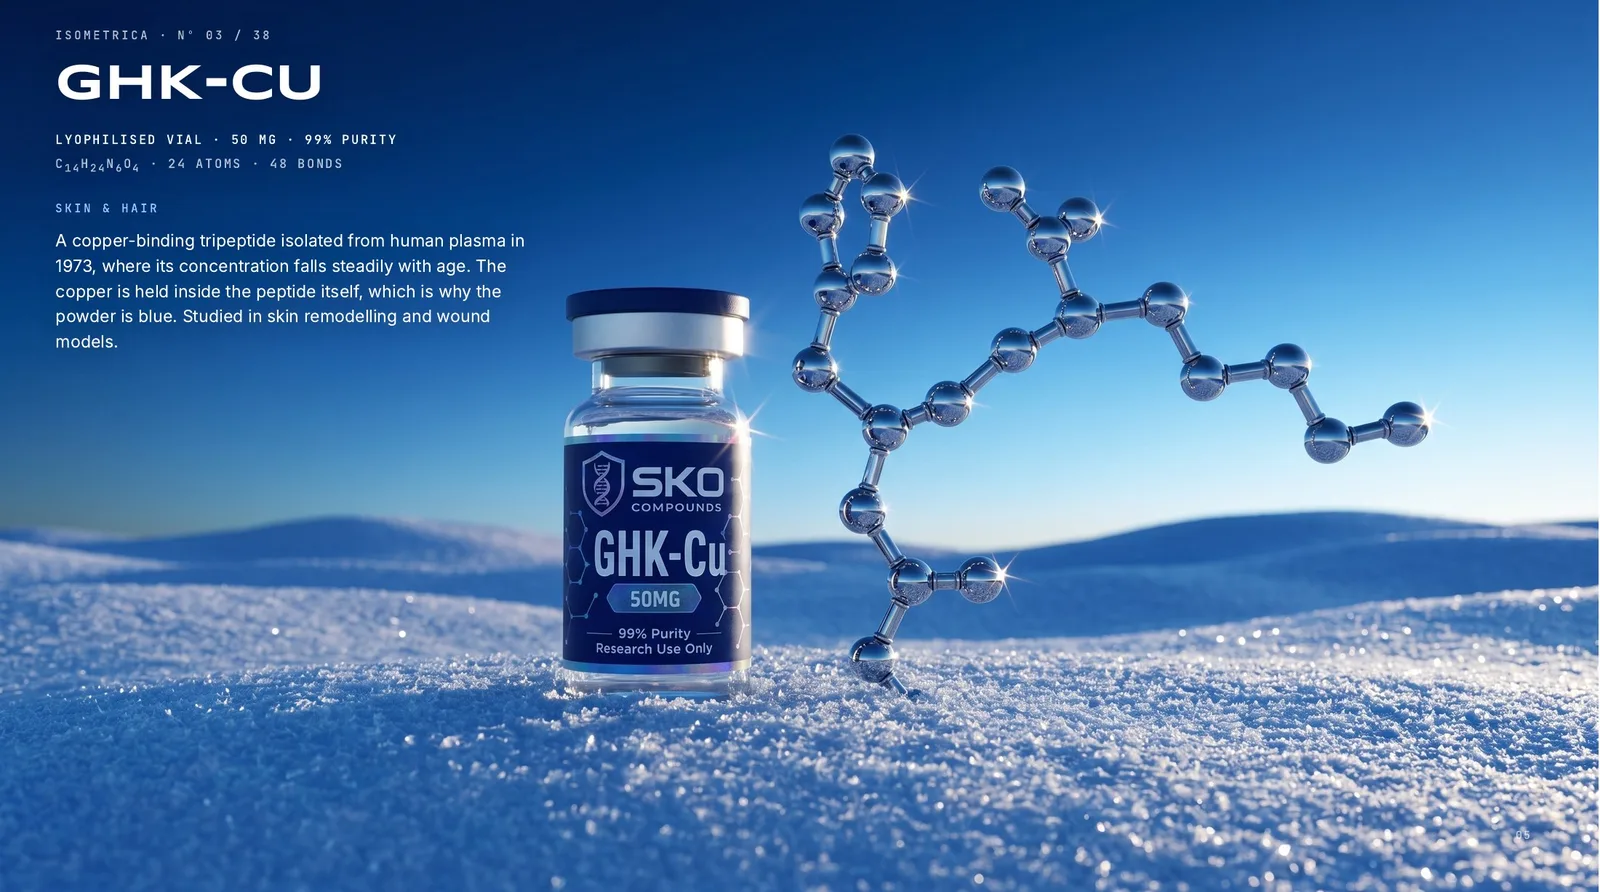 ISOMETRICA · N° 03 / 38
GHK-CU
LYOPHILISED VIAL · 50 MG · 99% PURITY
C₁₄H₂₄N₆O₄ · 24 ATOMS · 48 BONDS
SKIN & HAIR
A copper-binding tripeptide isolated from human plasma in
1973, where its concentration falls steadily with age. The
copper is held inside the peptide itself, which is why the
powder is blue. Studied in skin remodelling and wound
models.
SKO
COMPOUNDS
GHK-Cu
50MG
99% Purity
Research Use Only
05